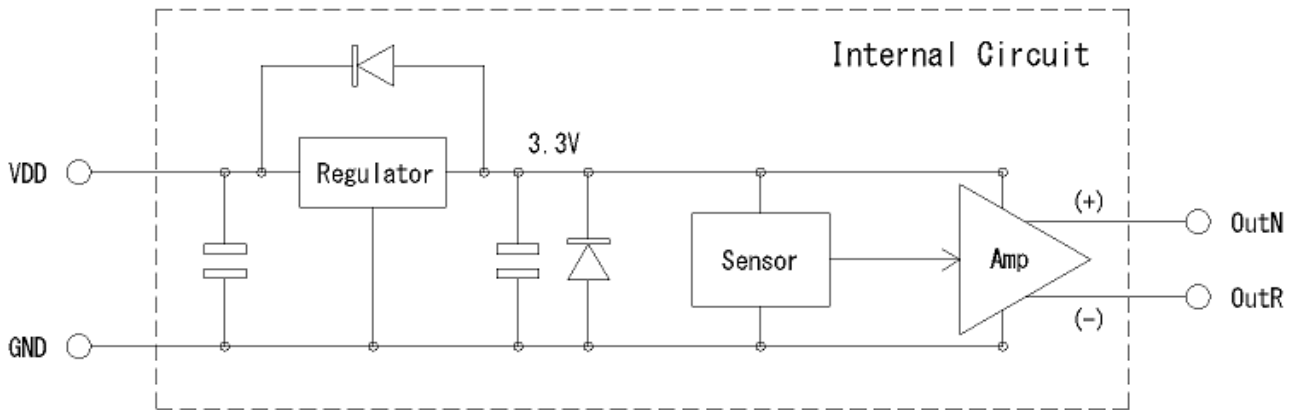 Internal Circuit
3.3V
VDD
Regulator
(+)
OutN
Sensor
Amp
OutR
(-)
GND